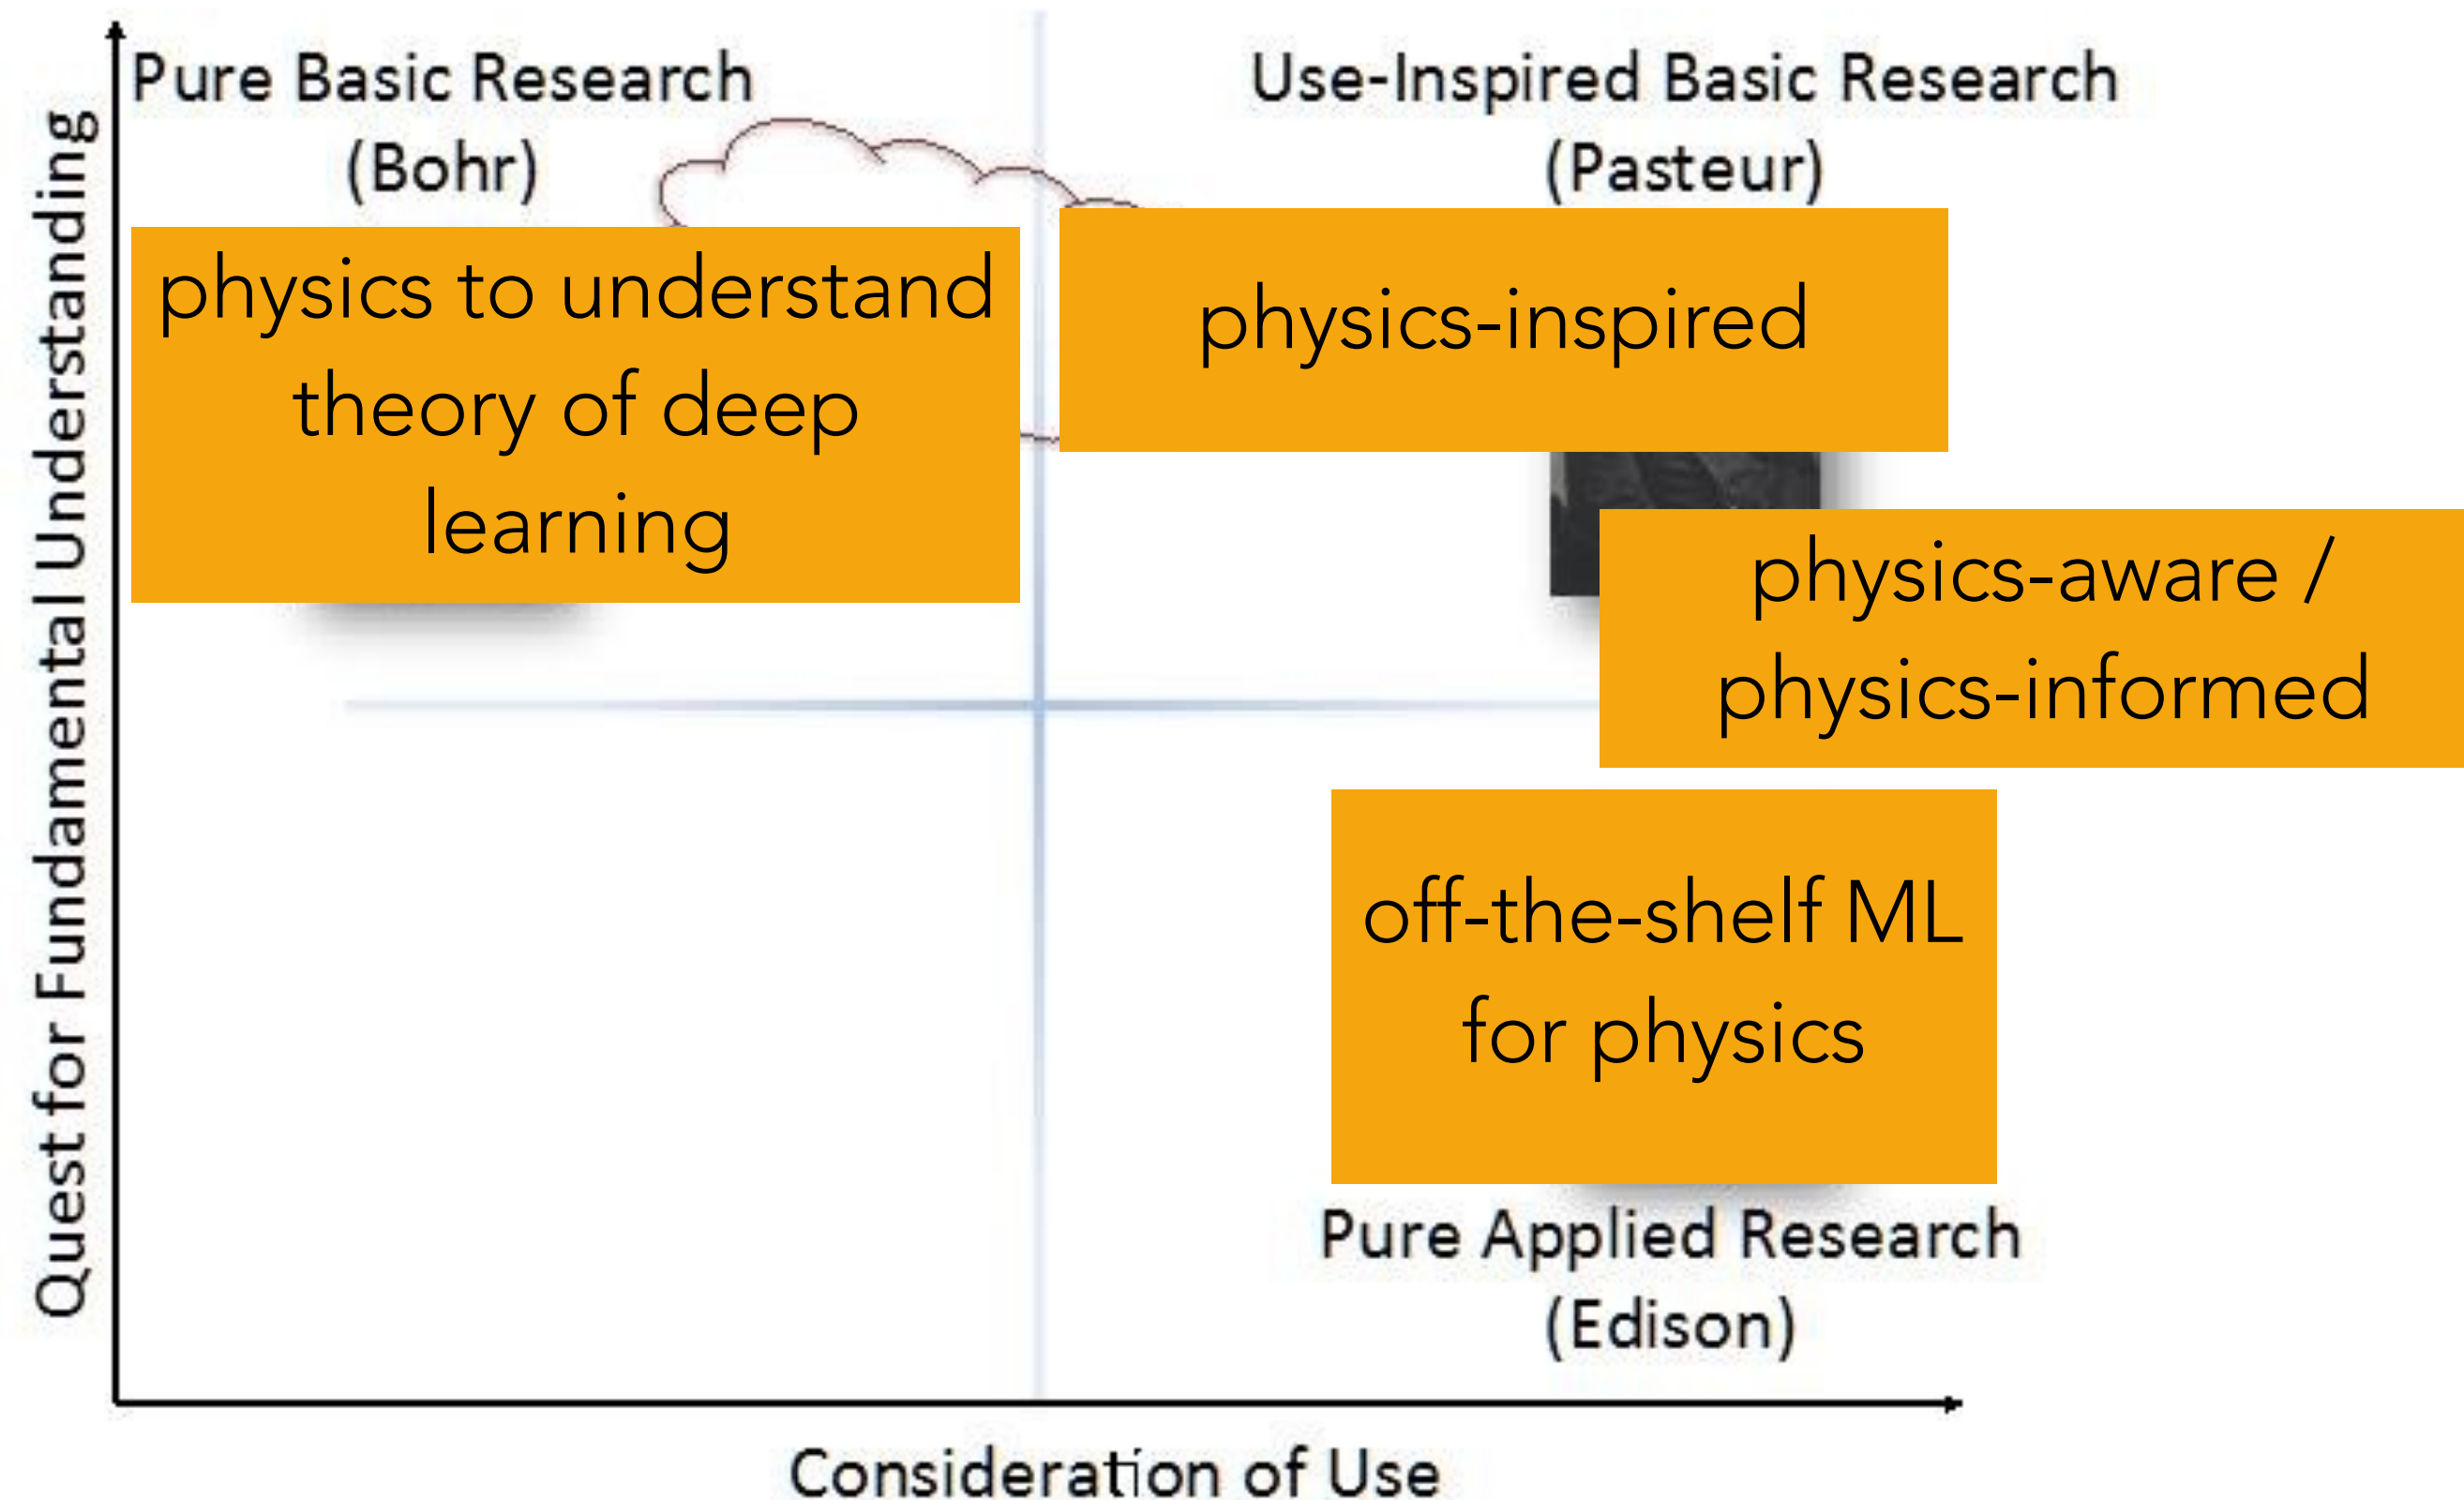 Quest for Fundamental Understanding
Pure Basic Research
(Bohr)
Use-Inspired Basic Research
(Pasteur)
physics to understand
theory of deep
learning
physics-inspired
physics-aware /
physics-informed
off-the-shelf ML
for physics
Pure Applied Research
(Edison)
Consideration of Use